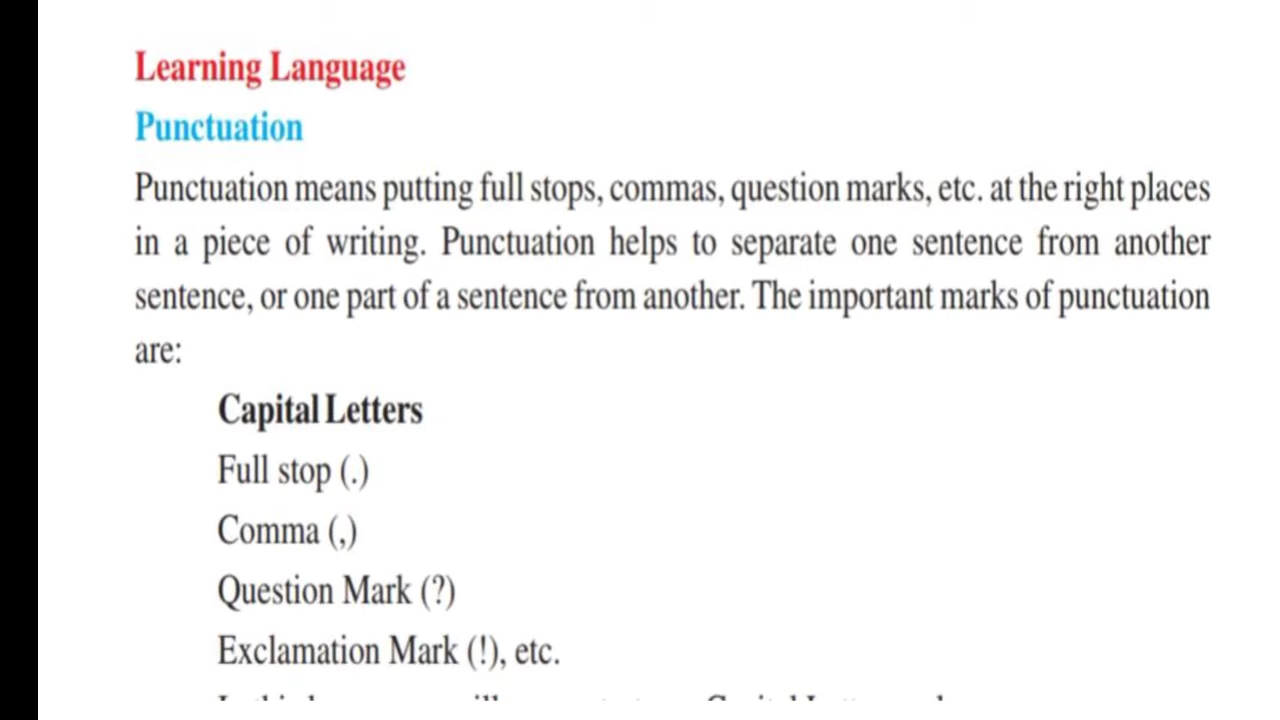 Learning Language
Punctuation
Punctuation means putting full stops, commas, question marks, etc. at the right places
in a piece of writing. Punctuation helps to separate one sentence from another
sentence, or one part of a sentence from another. The important marks of punctuation
are:
Capital Letters
Full stop (.)
Comma (,)
Question Mark (?)
Exclamation Mark (!), etc.